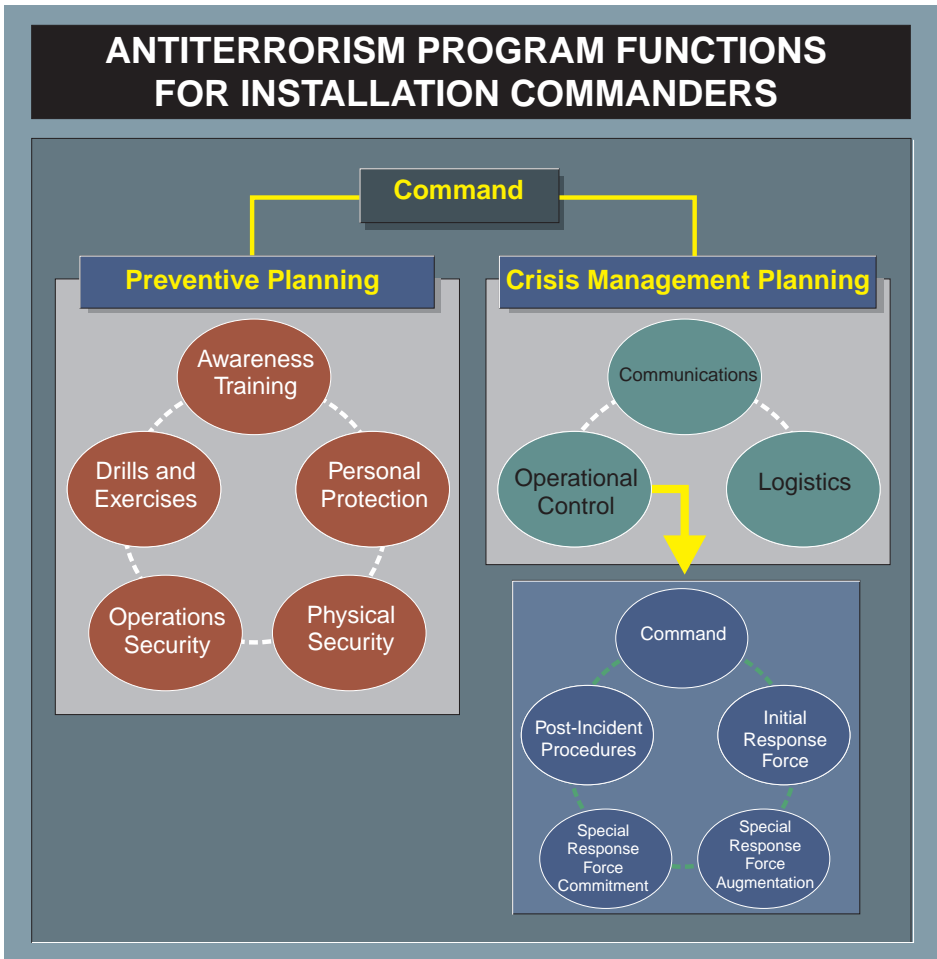 ANTITERRORISM PROGRAM FUNCTIONS
FOR INSTALLATION COMMANDERS
Command
Preventive Planning
Awareness
Training
Drills and
Exercises
Personal
Protection
Operations
Security
Physical
Security
Crisis Management Planning
Communications
Operational
Control
Logistics
Command
Post-Incident
Procedures
Initial
Response
Force
Special
Response
Force
Commitment
Special
Response
Force
Augmentation